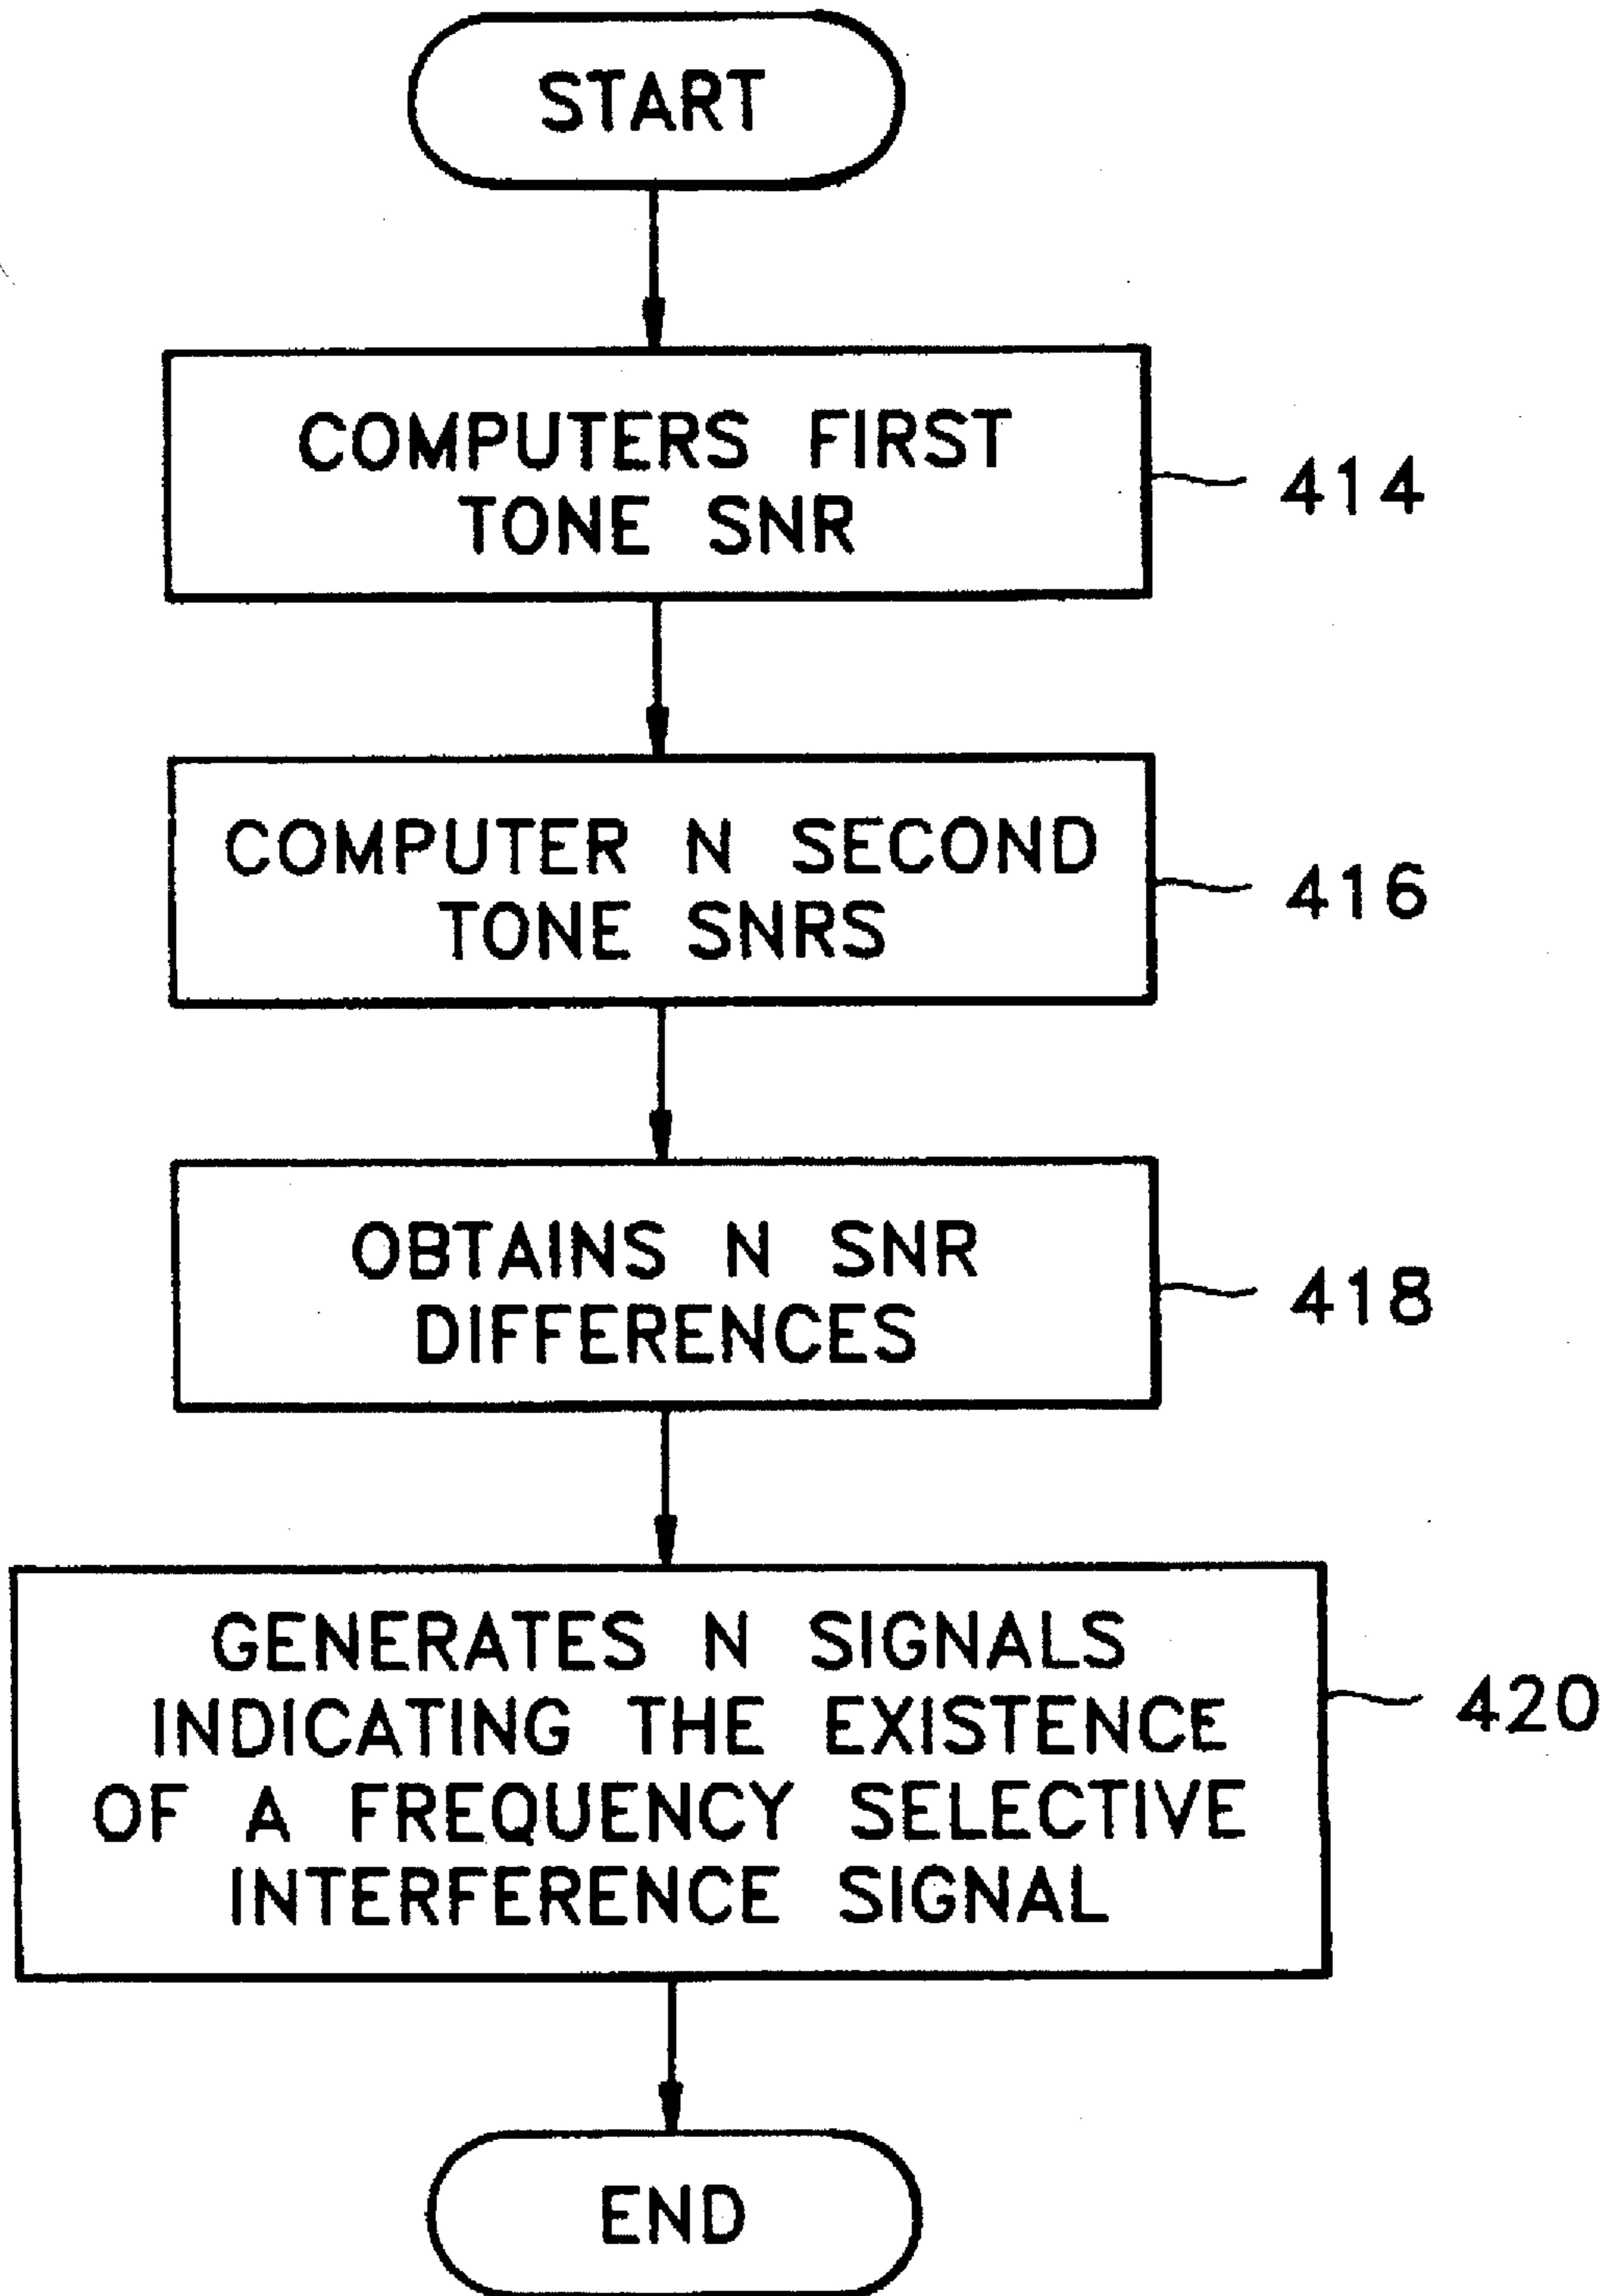 START
COMPUTERS FIRST
TONE SNR
414
COMPUTER N SECOND
TONE SNRS
416
OBTAINS N SNR
DIFFERENCES
418
GENERATES N SIGNALS
INDICATING THE EXISTENCE
OF A FREQUENCY SELECTIVE
INTERFERENCE SIGNAL
420
END